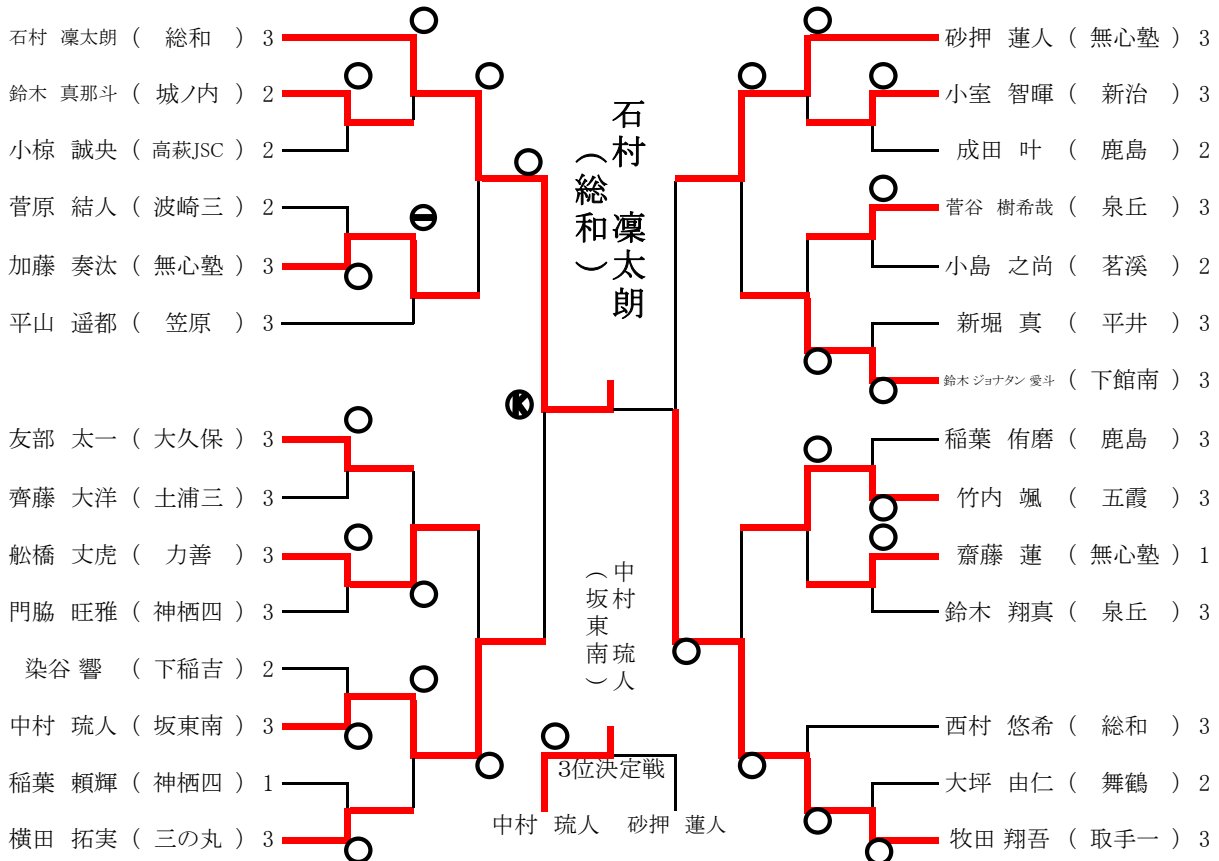 石村 凜太朗 ( 総和 ) 3
鈴木 真那斗 ( 城ノ内 ) 2
小椋 誠央 ( 高萩JSC ) 2
菅原 結人 ( 波崎三 ) 2
加藤 奏汰 ( 無心塾 ) 3
平山 遥都 ( 笠原 ) 3
友部 太一 ( 大久保 ) 3
齊藤 大洋 ( 土浦三 ) 3
舩橋 丈虎 ( 力善 ) 3
門脇 旺雅 ( 神栖四 ) 3
染谷 響 ( 下稲吉 ) 2
中村 琉人 ( 坂東南 ) 3
稲葉 頼輝 ( 神栖四 ) 1
横田 拓実 ( 三の丸 ) 3
石村 凜太朗
(総和)
K
中村 琉人
(坂東南)
3位決定戦
中村 琉人 砂押 蓮人
砂押 蓮人 ( 無心塾 ) 3
小室 智暉 ( 新治 ) 3
成田 叶 ( 鹿島 ) 2
菅谷 樹希哉 ( 泉丘 ) 3
小島 之尚 ( 茗溪 ) 2
新堀 真 ( 平井 ) 3
鈴木 ジョナタン 愛斗 ( 下館南 ) 3
稲葉 侑磨 ( 鹿島 ) 3
竹内 颯 ( 五霞 ) 3
齋藤 蓮 ( 無心塾 ) 1
鈴木 翔真 ( 泉丘 ) 3
西村 悠希 ( 総和 ) 3
大坪 由仁 ( 舞鶴 ) 2
牧田 翔吾 ( 取手一 ) 3